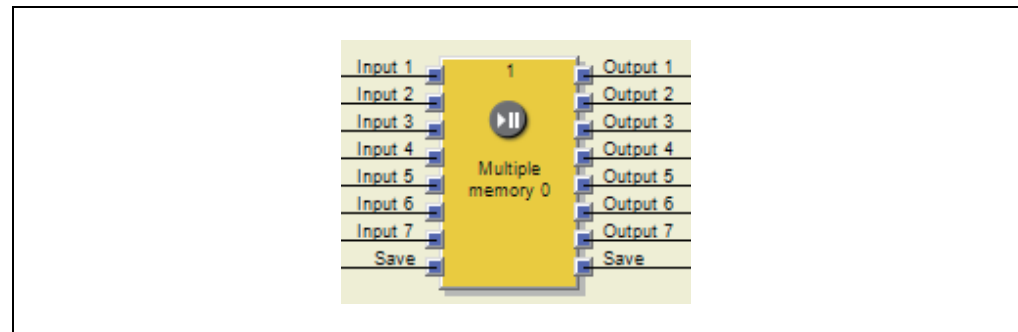 Input 1
Input 2
Input 3
Input 4
Input 5
Input 6
Input 7
Save
1
Multiple
memory 0
Output 1
Output 2
Output 3
Output 4
Output 5
Output 6
Output 7
Save